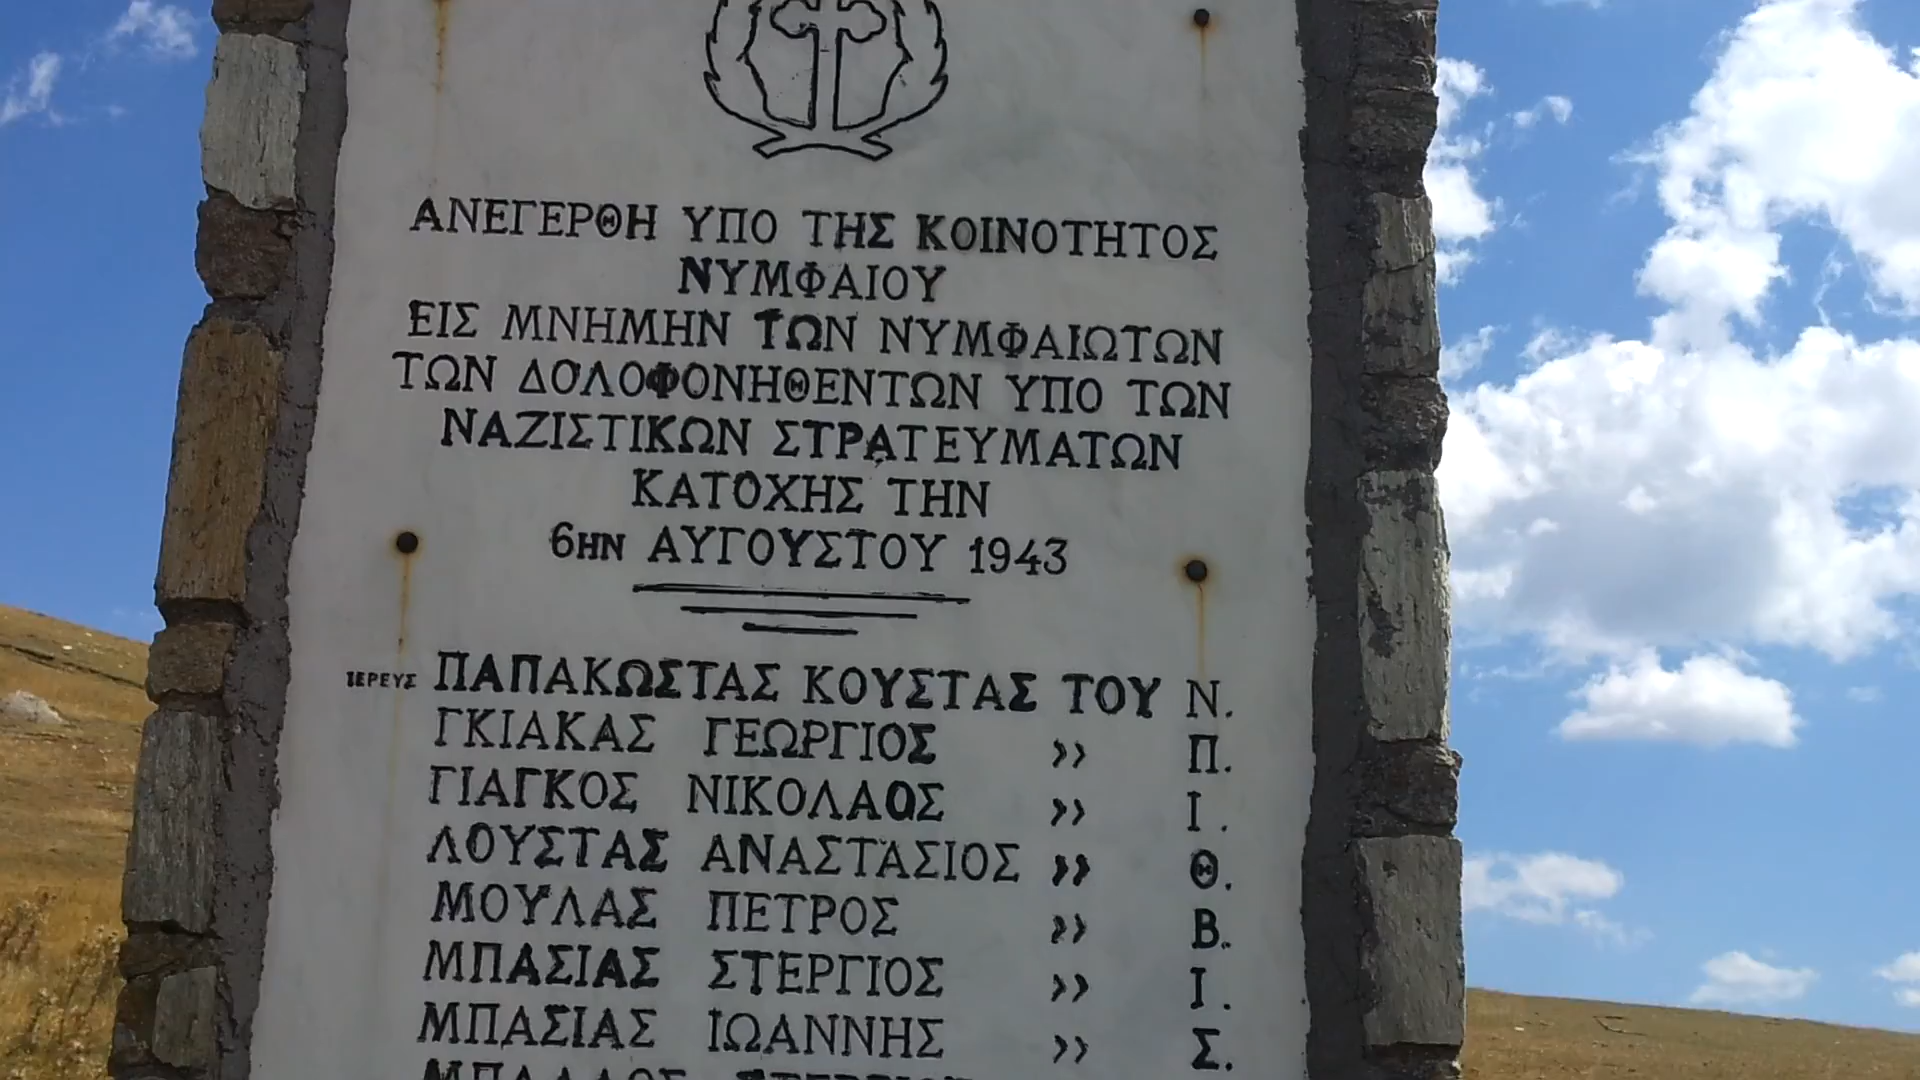 ΑΝΕΓΕΡΘΗ ΥΠΟ ΤΗΣ ΚΟΙΝΟΤΗΤΟΣ
ΝΥΜΦΑΙΟΥ
ΕΙΣ ΜΝΗΜΗΝ ΤΩΝ ΝΥΜΦΑΙΩΤΩΝ
ΤΩΝ ΔΟΛΟΦΟΝΗΘΕΝΤΩΝ ΥΠΟ ΤΩΝ
ΝΑΖΙΣΤΙΚΩΝ ΣΤΡΑΤΕΥΜΑΤΩΝ
ΚΑΤΟΧΗΣ ΤΗΝ
6ΗΝ ΑΥΓΟΥΣΤΟΥ 1943
ΙΕΡΕΥΣ ΠΑΠΑΚΩΣΤΑΣ ΚΟΥΣΤΑΣ ΤΟΥ Ν.
ΓΚΙΑΚΑΣ ΓΕΩΡΓΙΟΣ » Π.
ΓΙΑΓΚΟΣ ΝΙΚΟΛΑΟΣ » Ι.
ΛΟΥΣΤΑΣ ΑΝΑΣΤΑΣΙΟΣ » Θ.
ΜΟΥΛΑΣ ΠΕΤΡΟΣ » Β.
ΜΠΑΣΙΑΣ ΣΤΕΡΓΙΟΣ » Ι.
ΜΠΑΣΙΑΣ ΙΩΑΝΝΗΣ » Σ.